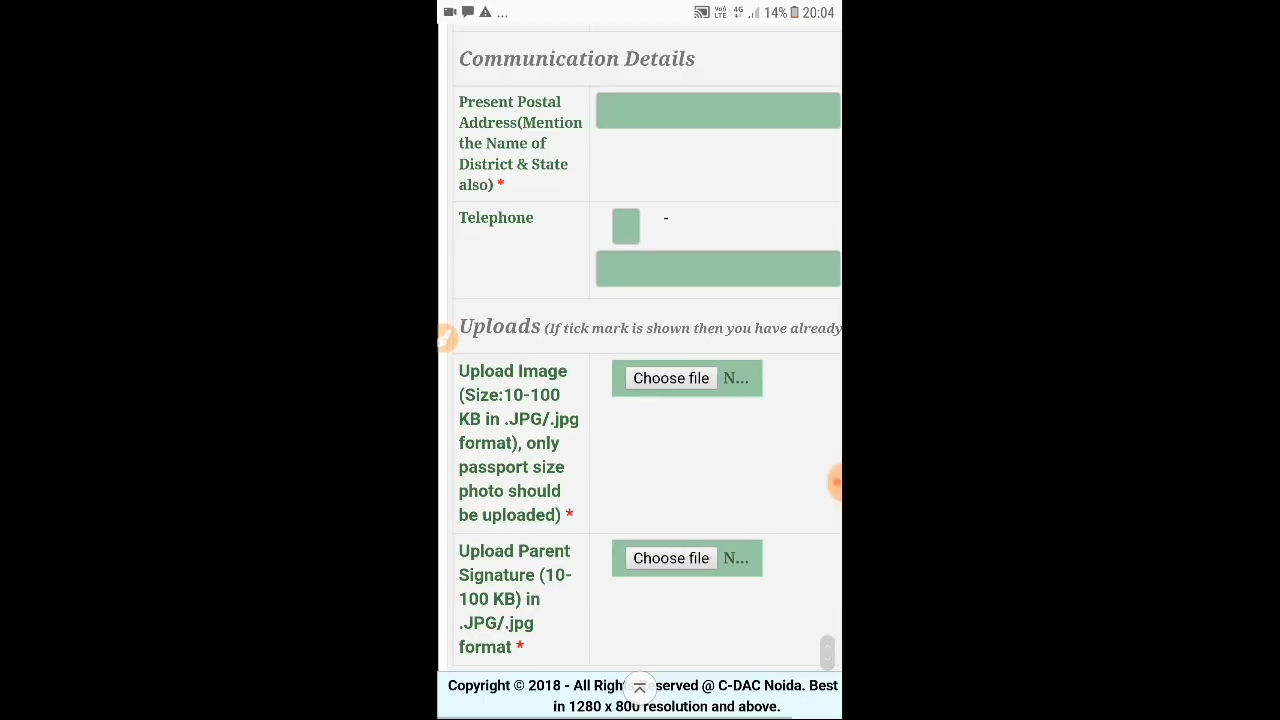 ... 14% 20:04
Communication Details
Present Postal
Address(Mention
the Name of
District & State
also) *
Telephone
-
Uploads (If tick mark is shown then you have already
Upload Image
(Size:10-100
KB in .JPG/.jpg
format), only
passport size
photo should
be uploaded) *
Choose file N...
Upload Parent
Signature (10-
100 KB) in
.JPG/.jpg
format *
Choose file N...
Copyright © 2018 - All Rights Reserved @ C-DAC Noida. Best
in 1280 x 800 resolution and above.